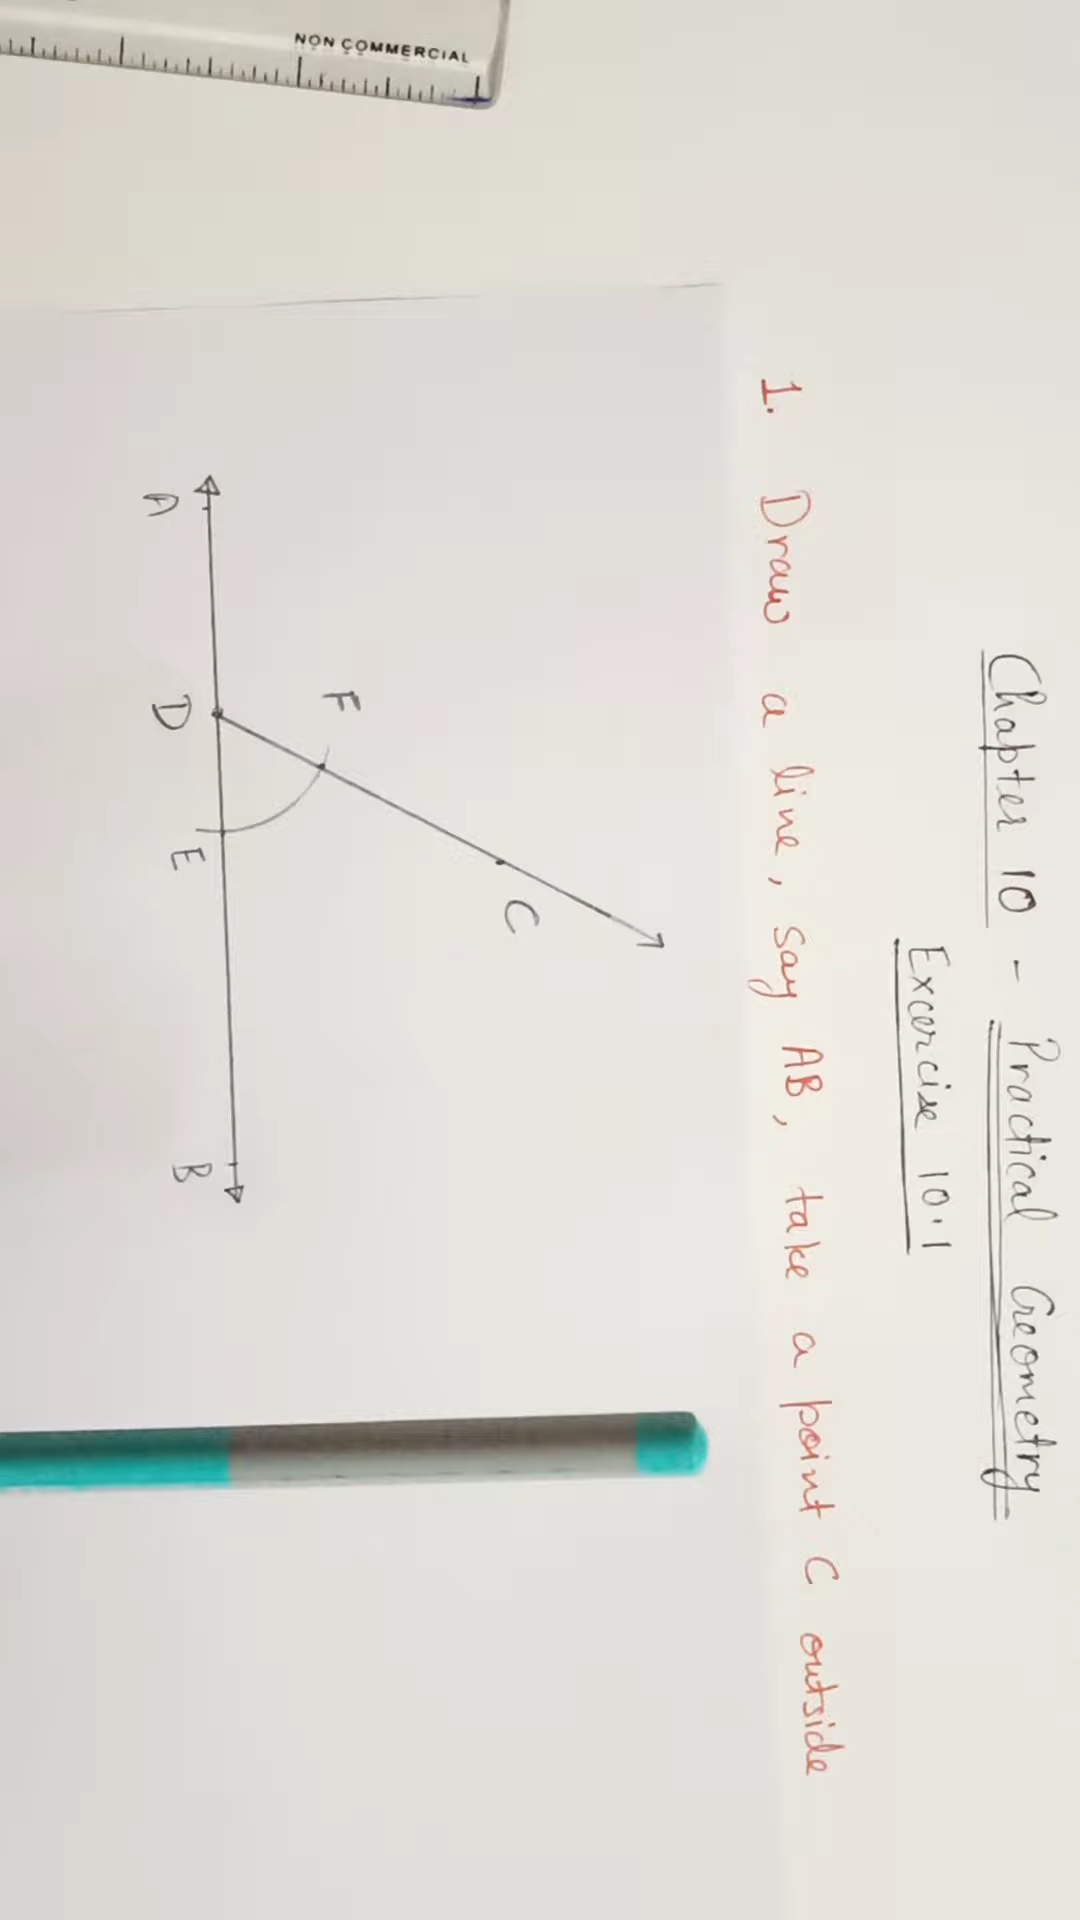 NON COMMERCIAL
Chapter 10 - Practical Geometry
Excercise 10.1
1. Draw a line, say AB, take a point C outside
C
F
A
D
E
B